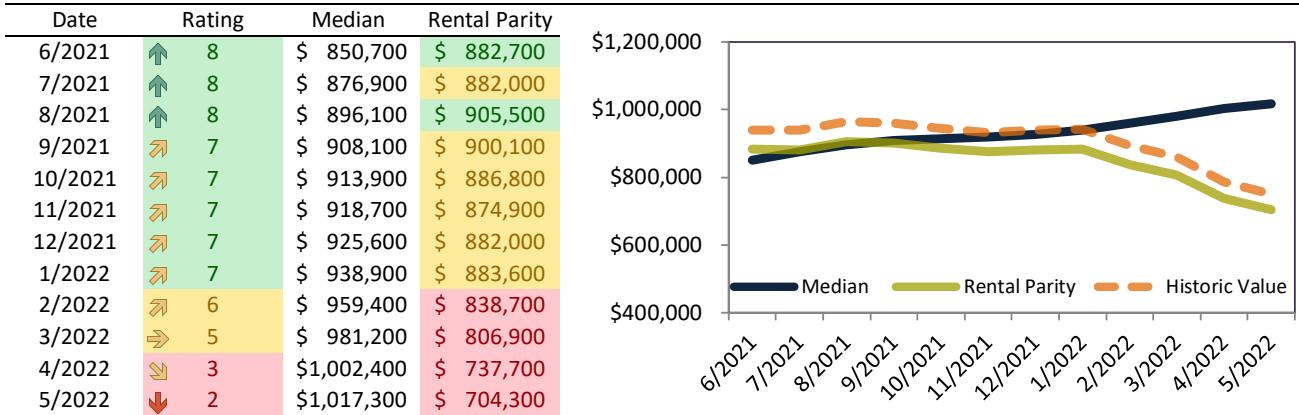 Date Rating Median Rental Parity
6/2021 8 $ 850,700 $ 882,700
7/2021 8 $ 876,900 $ 882,000
8/2021 8 $ 896,100 $ 905,500
9/2021 7 $ 908,100 $ 900,100
10/2021 7 $ 913,900 $ 886,800
11/2021 7 $ 918,700 $ 874,900
12/2021 7 $ 925,600 $ 882,000
1/2022 7 $ 938,900 $ 883,600
2/2022 6 $ 959,400 $ 838,700
3/2022 5 $ 981,200 $ 806,900
4/2022 3 $1,002,400 $ 737,700
5/2022 2 $1,017,300 $ 704,300
$1,200,000
$1,000,000
$800,000
$600,000
$400,000
Median Rental Parity Historic Value
6/2021 7/2021 8/2021 9/2021 10/2021 11/2021 12/2021 1/2022 2/2022 3/2022 4/2022 5/2022